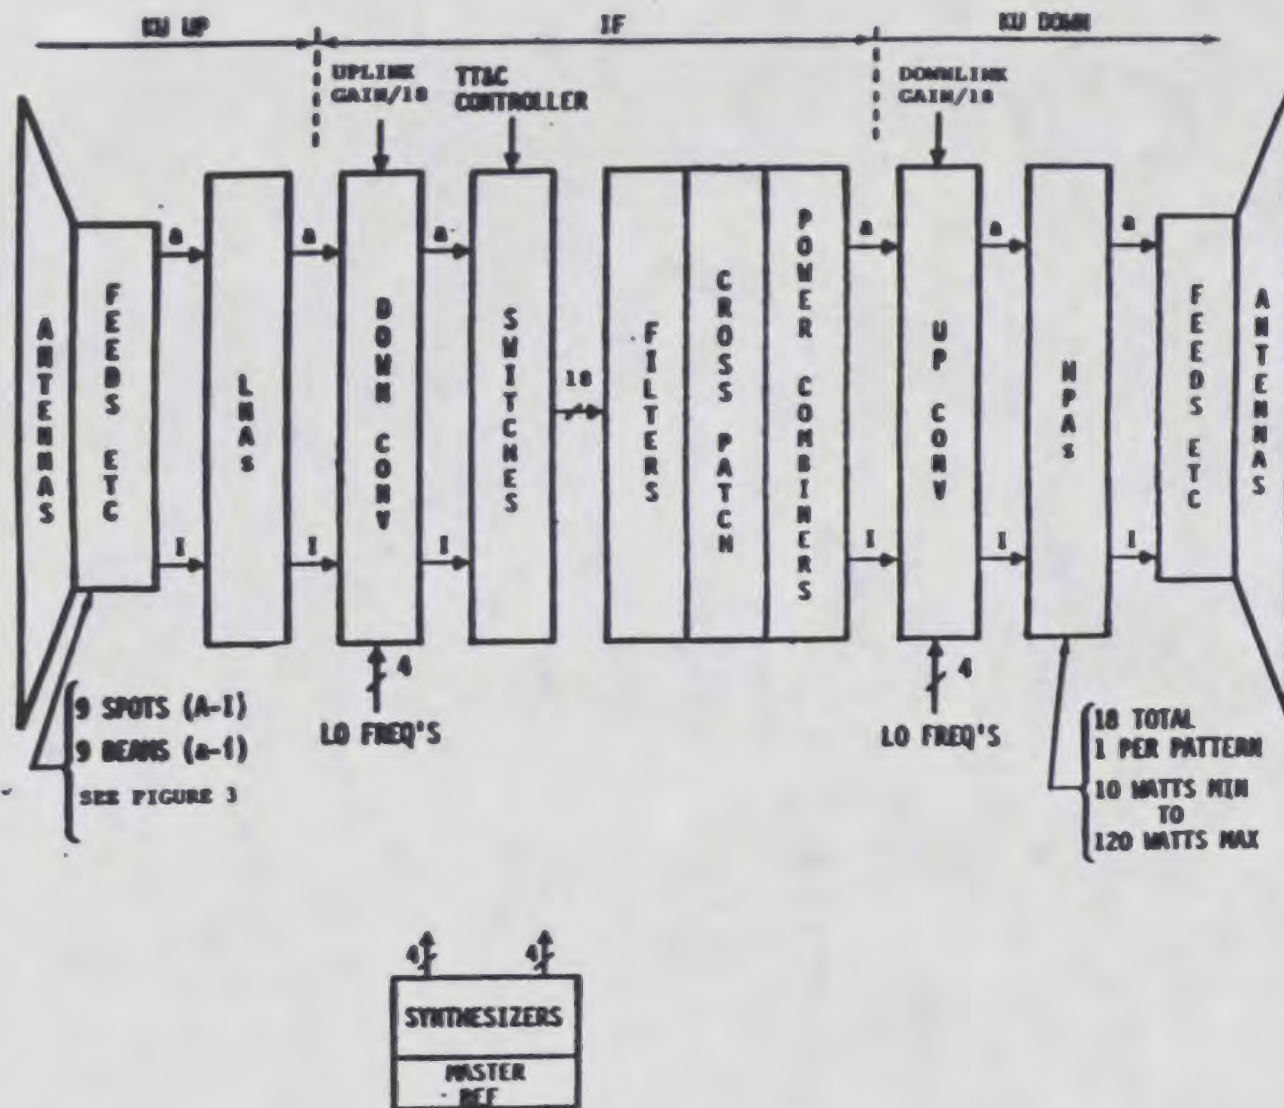 KU UP IF KU DOWN
UPLINK GAIN/18
TT&C CONTROLLER
DOWNLINK GAIN/18
ANTENNAS
FEEDS ETC
a
I
LNAs
a
I
DOWN CONV
a
I
SWITCHES
18
FILTERS
CROSS PATCH
POWER COMBINERS
a
I
UP CONV
a
I
HPAs
a
I
FEEDS ETC
ANTENNAS
4
LO FREQ'S
4
LO FREQ'S
9 SPOTS (A-I)
9 BEAMS (a-i)
SEE FIGURE 3
18 TOTAL
1 PER PATTERN
10 WATTS MIN
TO
120 WATTS MAX
4 4
SYNTHESIZERS
MASTER
REF